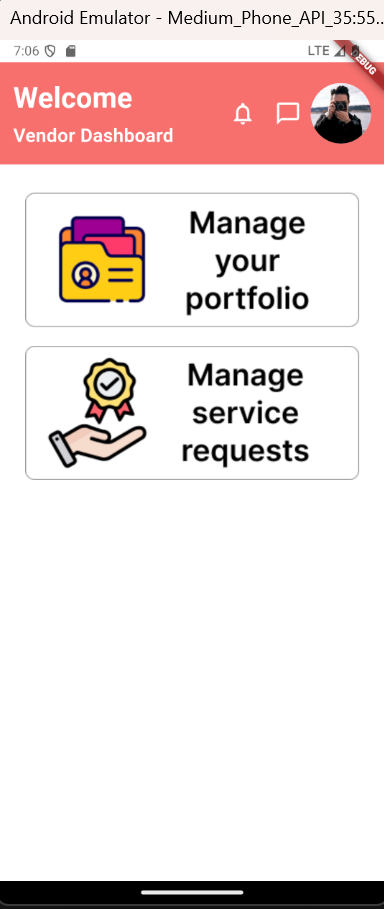 Android Emulator - Medium_Phone_API_35:55...
7:06
LTE
DEBUG
Welcome
Vendor Dashboard
Manage
your
portfolio
Manage
service
requests